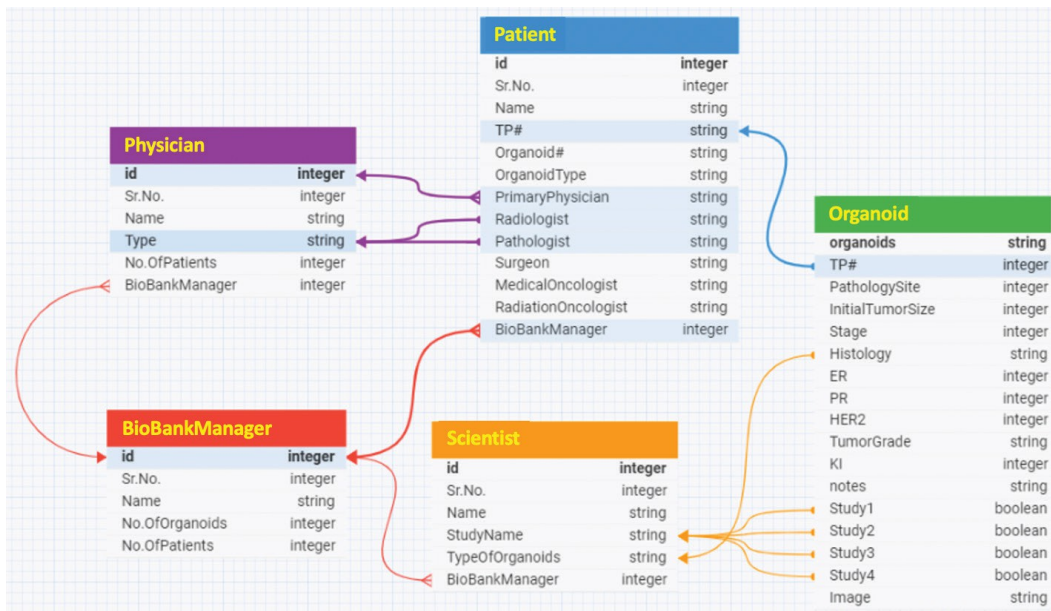 Patient
id integer
Sr.No. integer
Name string
TP# string
Organoid# string
OrganoidType string
PrimaryPhysician string
Radiologist string
Pathologist string
Surgeon string
MedicalOncologist string
RadiationOncologist string
BioBankManager integer
Physician
id integer
Sr.No. integer
Name string
Type string
No.OfPatients integer
BioBankManager integer
Organoid
organoids string
TP# integer
PathologySite integer
InitialTumorSize integer
Stage integer
Histology string
ER integer
PR integer
HER2 integer
TumorGrade string
KI integer
notes string
Study1 boolean
Study2 boolean
Study3 boolean
Study4 boolean
Image string
BioBankManager
id integer
Sr.No. integer
Name string
No.OfOrganoids integer
No.OfPatients integer
Scientist
id integer
Sr.No. integer
Name string
StudyName string
TypeOfOrganoids string
BioBankManager integer